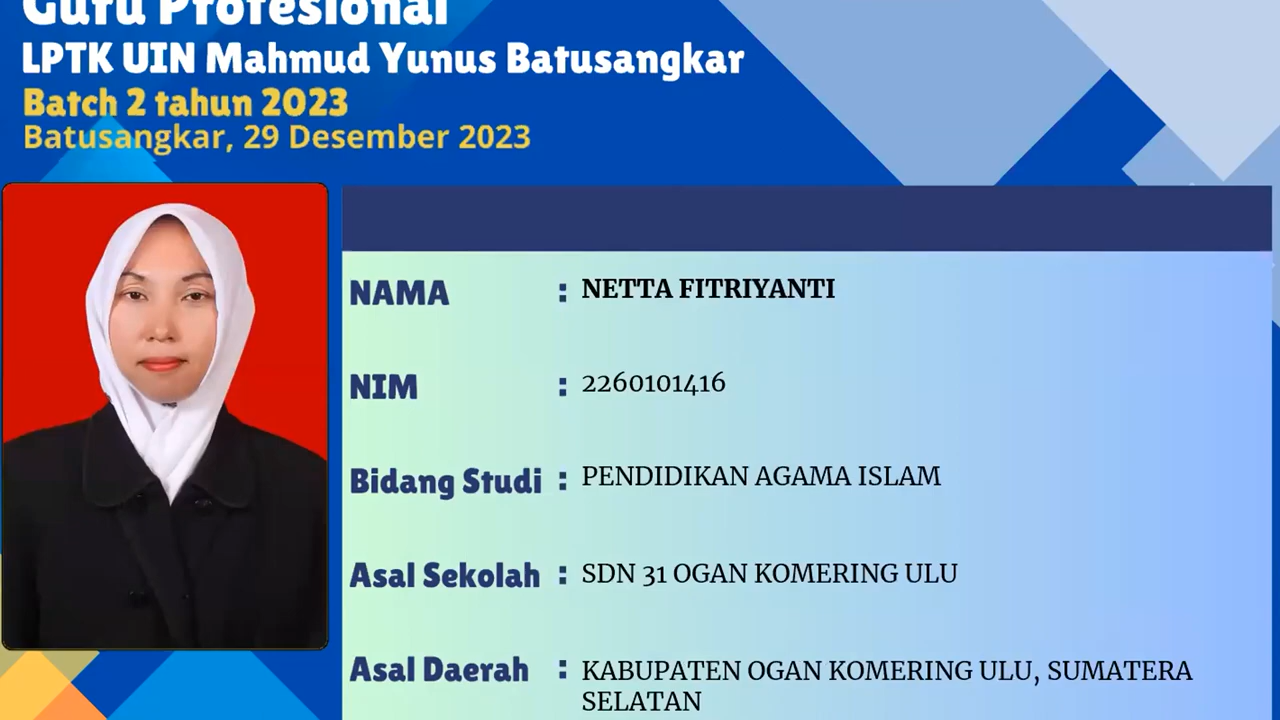 Guru Profesional
LPTK UIN Mahmud Yunus Batusangkar
Batch 2 tahun 2023
Batusangkar, 29 Desember 2023
NAMA : NETTA FITRIYANTI
NIM : 2260101416
Bidang Studi : PENDIDIKAN AGAMA ISLAM
Asal Sekolah : SDN 31 OGAN KOMERING ULU
Asal Daerah : KABUPATEN OGAN KOMERING ULU, SUMATERA
SELATAN